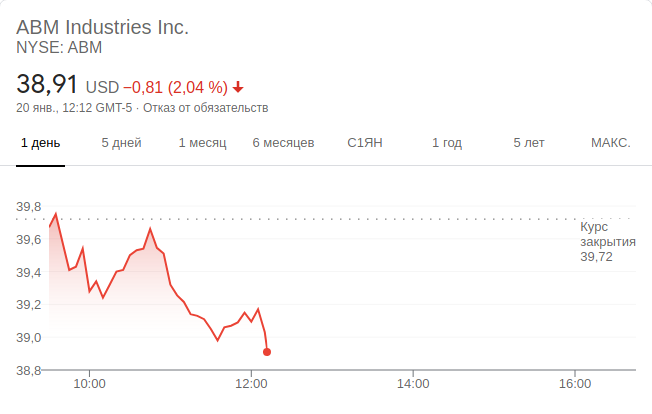 ABM Industries Inc.
NYSE: ABM
38,91 USD −0,81 (2,04 %)
20 янв., 12:12 GMT-5 · Отказ от обязательств
1 день 5 дней 1 месяц 6 месяцев С1ЯН 1 год 5 лет МАКС.
39,8
39,6
39,4
39,2
39,0
38,8
Курс
закрытия
39,72
10:00 12:00 14:00 16:00